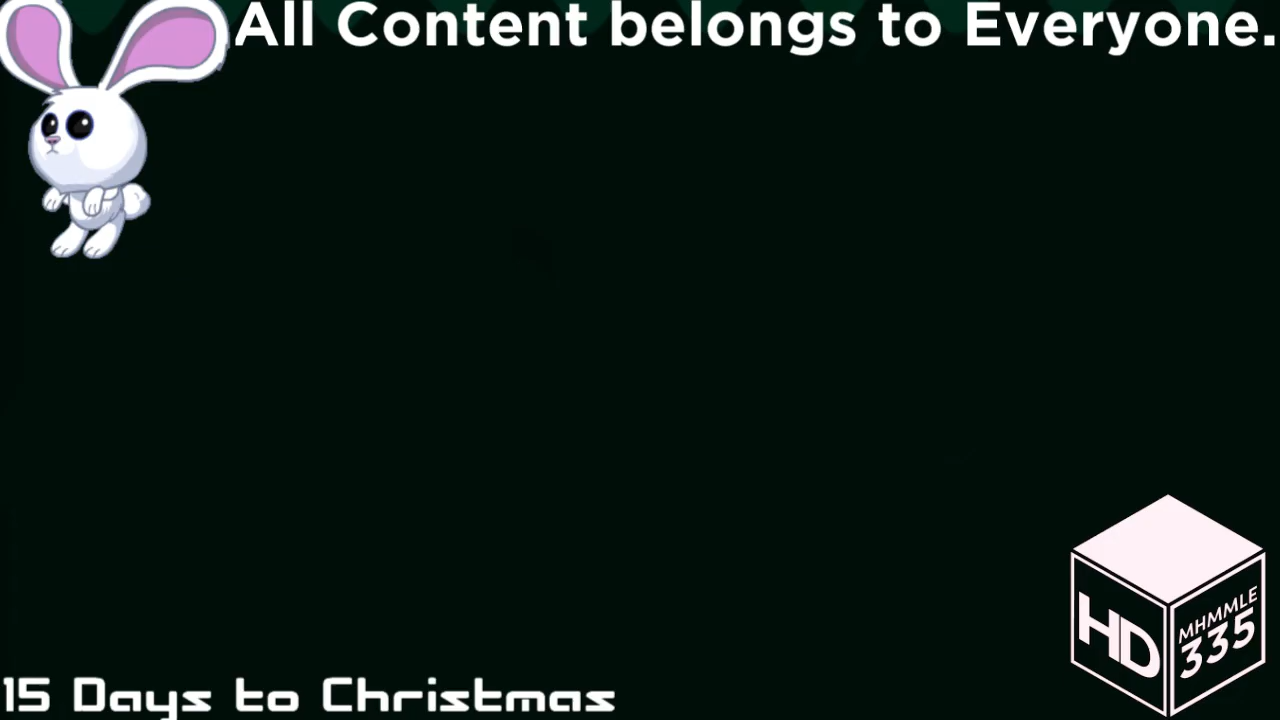 All Content belongs to Everyone.
HD
MHMMLE
335
15 Days to Christmas